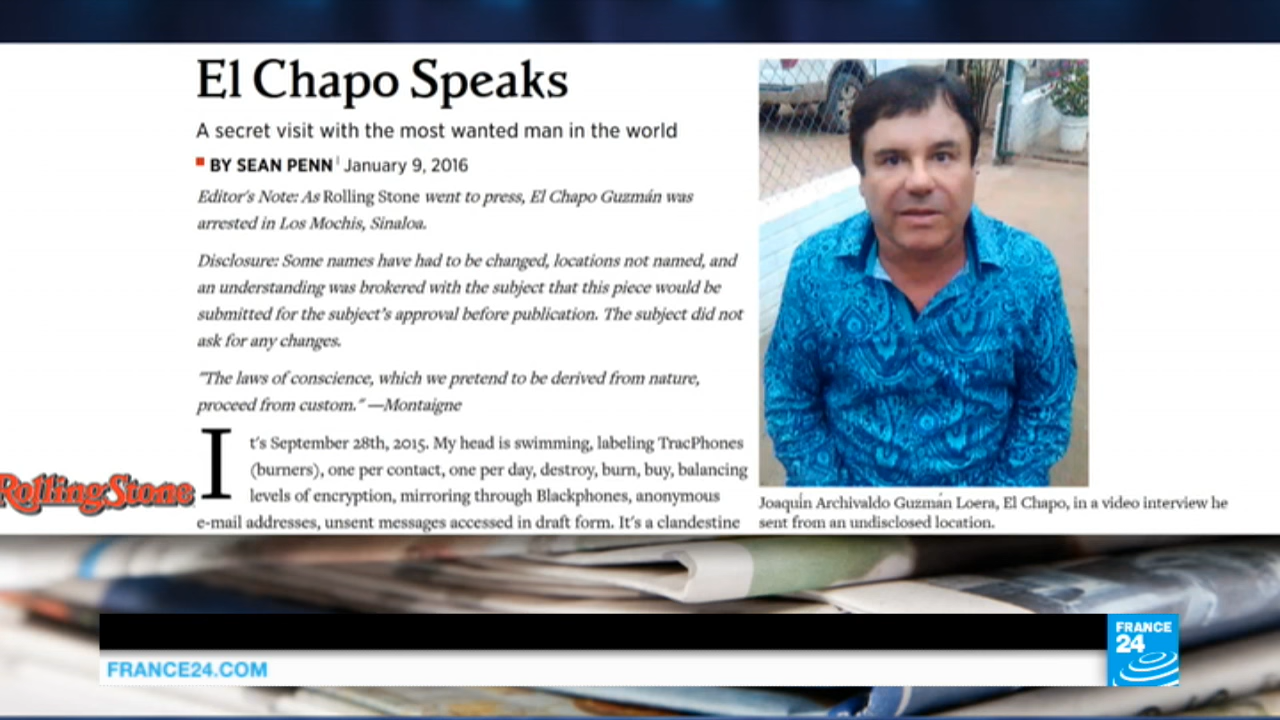 El Chapo Speaks
A secret visit with the most wanted man in the world
BY SEAN PENN | January 9, 2016
Editor's Note: As Rolling Stone went to press, El Chapo Guzmán was
arrested in Los Mochis, Sinaloa.
Disclosure: Some names have had to be changed, locations not named, and
an understanding was brokered with the subject that this piece would be
submitted for the subject's approval before publication. The subject did not
ask for any changes.
"The laws of conscience, which we pretend to be derived from nature,
proceed from custom." —Montaigne
It's September 28th, 2015. My head is swimming, labeling TracPhones
(burners), one per contact, one per day, destroy, burn, buy, balancing
levels of encryption, mirroring through Blackphones, anonymous
e-mail addresses, unsent messages accessed in draft form. It's a clandestine
Joaquín Archivaldo Guzmán Loera, El Chapo, in a video interview he
sent from an undisclosed location.
RollingStone
FRANCE
24
FRANCE24.COM